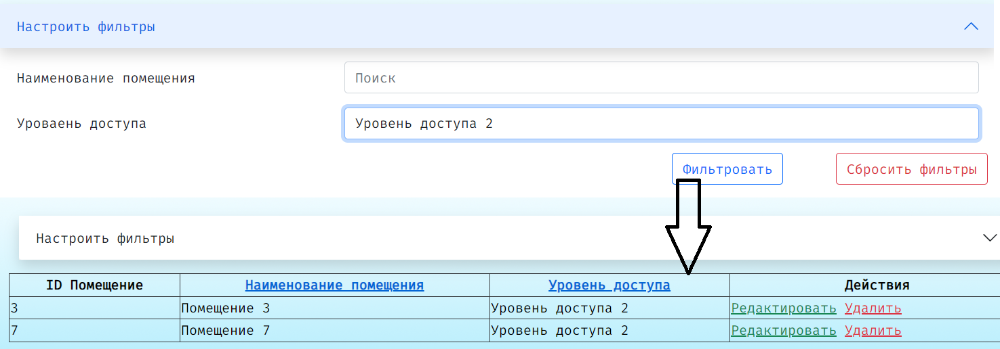 Настроить фильтры
Наименование помещения Поиск
Уроваень доступа Уровень доступа 2
Фильтровать Сбросить фильтры
Настроить фильтры
ID Помещение Наименование помещения Уровень доступа Действия
3 Помещение 3 Уровень доступа 2 Редактировать Удалить
7 Помещение 7 Уровень доступа 2 Редактировать Удалить